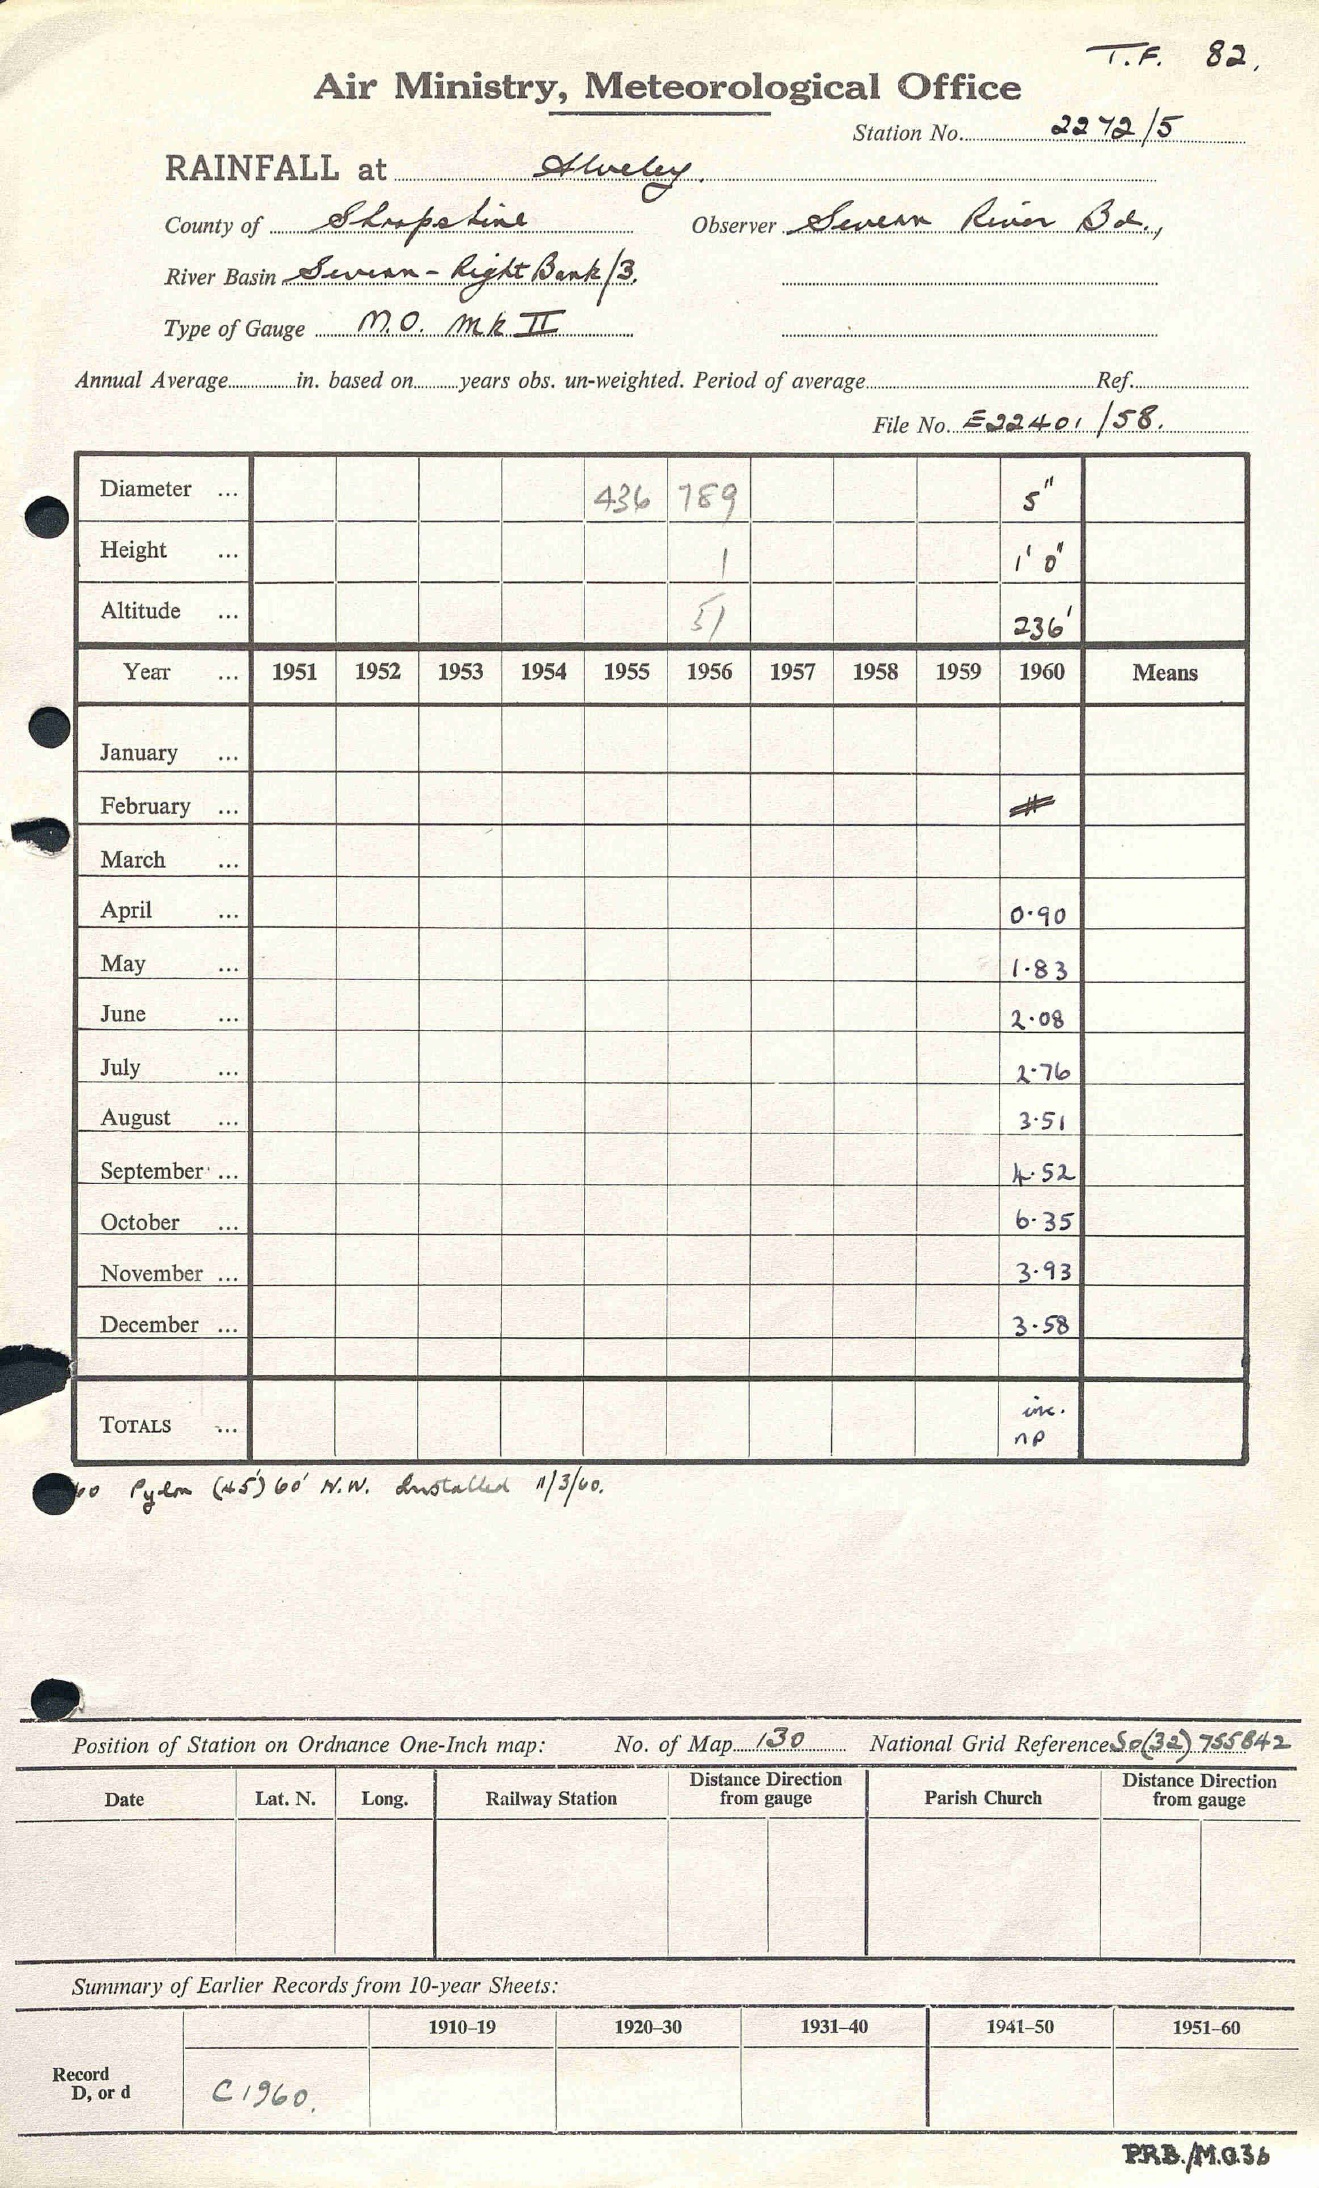 T.F. 82.
Air Ministry, Meteorological Office
Station No. 2272/5
RAINFALL at Alveley.
County of Shropshire Observer Severn River Bd.,
River Basin Severn - Right Bank/3.
Type of Gauge M.O. Mk II
Annual Average in. based on years obs. un-weighted. Period of average Ref.
File No. E22401/58.
Diameter ... 436 789 5"
Height ... 1 1' 0"
Altitude ... 51 236'
Year ... 1951 1952 1953 1954 1955 1956 1957 1958 1959 1960 Means
January ...
February ...
March ...
April ... 0.90
May ... 1.83
June ... 2.08
July ... 2.76
August ... 3.51
September ... 4.52
October ... 6.35
November ... 3.93
December ... 3.58
TOTALS ... inc.
np
60 Pylon (45') 60' N.W. Installed 11/3/60.
Position of Station on Ordnance One-Inch map: No. of Map 130 National Grid Reference SO(32) 755842
Date Lat. N. Long. Railway Station Distance Direction from gauge Parish Church Distance Direction from gauge
Summary of Earlier Records from 10-year Sheets:
1910–19 1920–30 1931–40 1941–50 1951–60
Record
D, or d C1960.
P.R.B./M.O.36